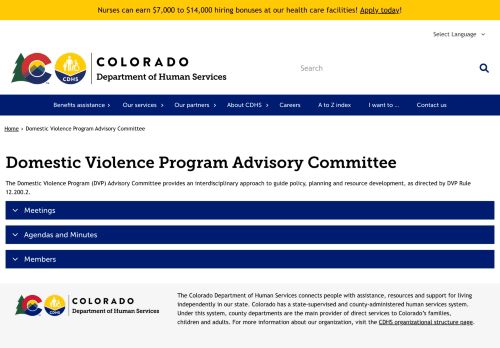 Nurses can earn $7,000 to $14,000 hiring bonuses at our health care facilities! Apply today!
Select Language
CDHS
COLORADO
Department of Human Services
Search
Benefits assistance
Our services
Our partners
About CDHS
Careers
A to Z index
I want to ...
Contact us
Home › Domestic Violence Program Advisory Committee
Domestic Violence Program Advisory Committee
The Domestic Violence Program (DVP) Advisory Committee provides an interdisciplinary approach to guide policy, planning and resource development, as directed by DVP Rule
12.200.2.
Meetings
Agendas and Minutes
Members
CDHS
COLORADO
Department of Human Services
The Colorado Department of Human Services connects people with assistance, resources and support for living
independently in our state. Colorado has a state-supervised and county-administered human services system.
Under this system, county departments are the main provider of direct services to Colorado's families,
children and adults. For more information about our organization, visit the CDHS organizational structure page.